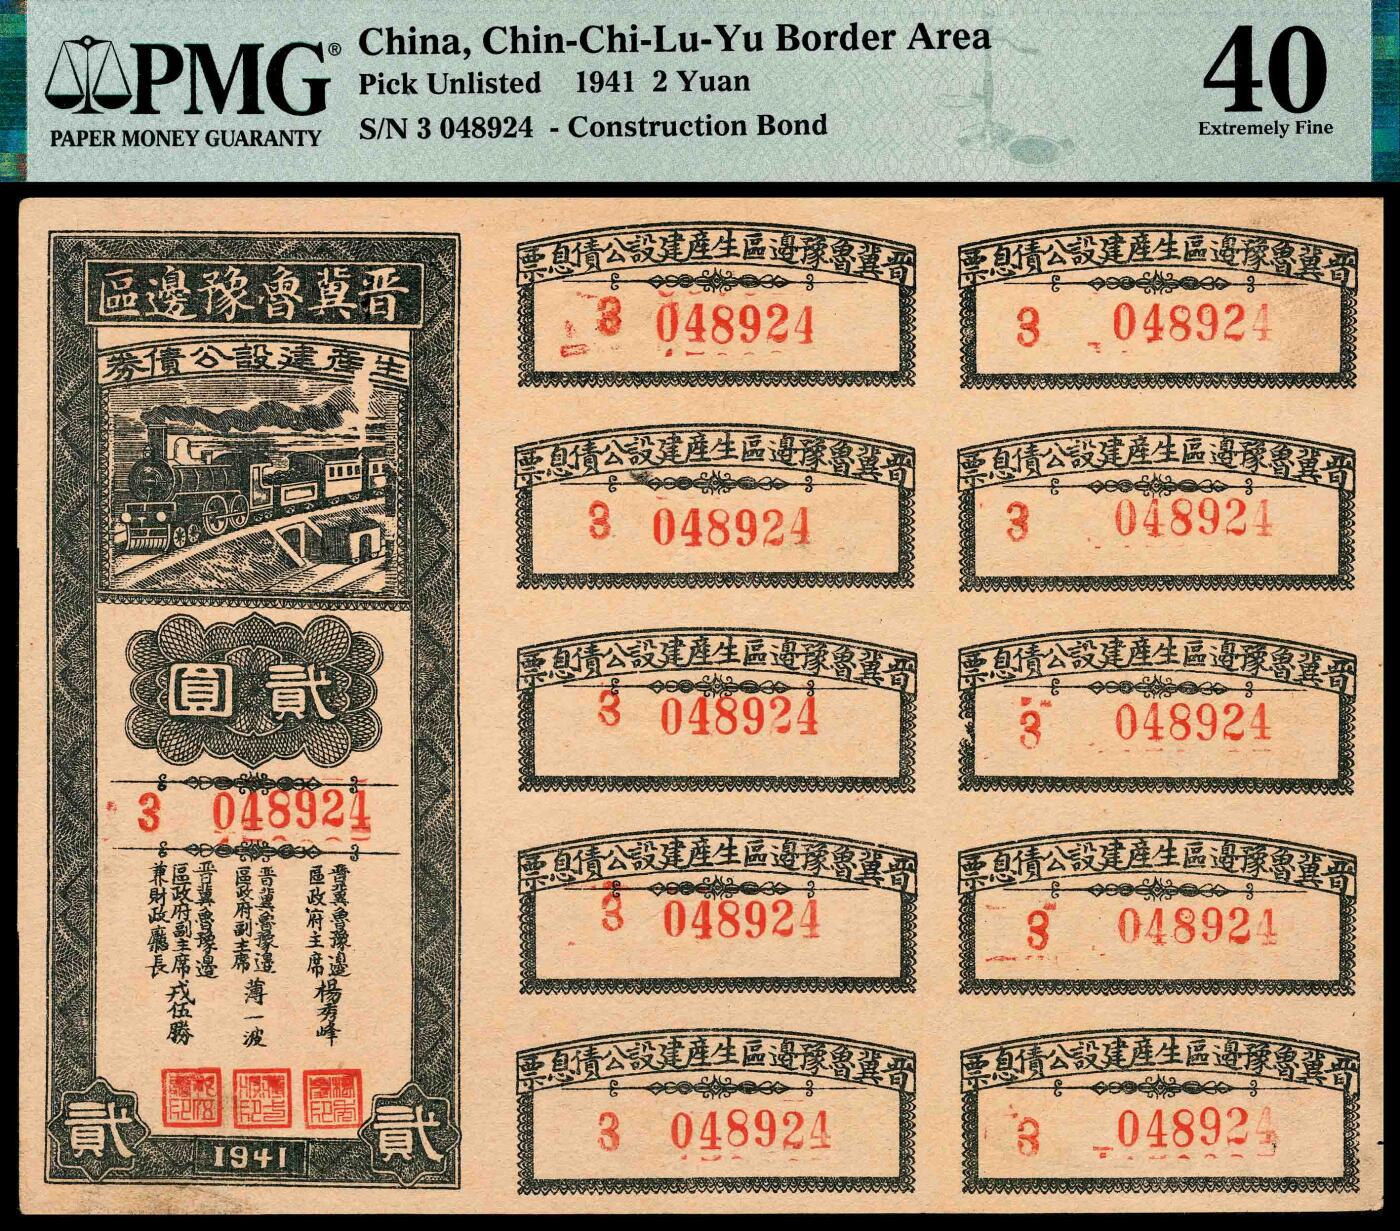 PMG®
PAPER MONEY GUARANTY
China, Chin-Chi-Lu-Yu Border Area
Pick Unlisted 1941 2 Yuan
S/N 3 048924 - Construction Bond
40
Extremely Fine
晋冀魯豫邊區
生產建設公債券
貳圓
3 048924
晋冀魯豫邊
區政府主席楊秀峰
晋冀魯豫邊
區政府副主席薄一波
晋冀魯豫邊
區政府副主席戎伍勝
兼財政廳長
貳
1941
貳
晋冀魯豫邊區生産建設公債息票
3 048924
晋冀魯豫邊區生産建設公債息票
3 048924
晋冀魯豫邊區生産建設公債息票
3 048924
晋冀魯豫邊區生産建設公債息票
3 048924
晋冀魯豫邊區生産建設公債息票
3 048924
晋冀魯豫邊區生産建設公債息票
3 048924
晋冀魯豫邊區生産建設公債息票
3 048924
晋冀魯豫邊區生産建設公債息票
3 048924
晋冀魯豫邊區生産建設公債息票
3 048924
晋冀魯豫邊區生産建設公債息票
3 048924